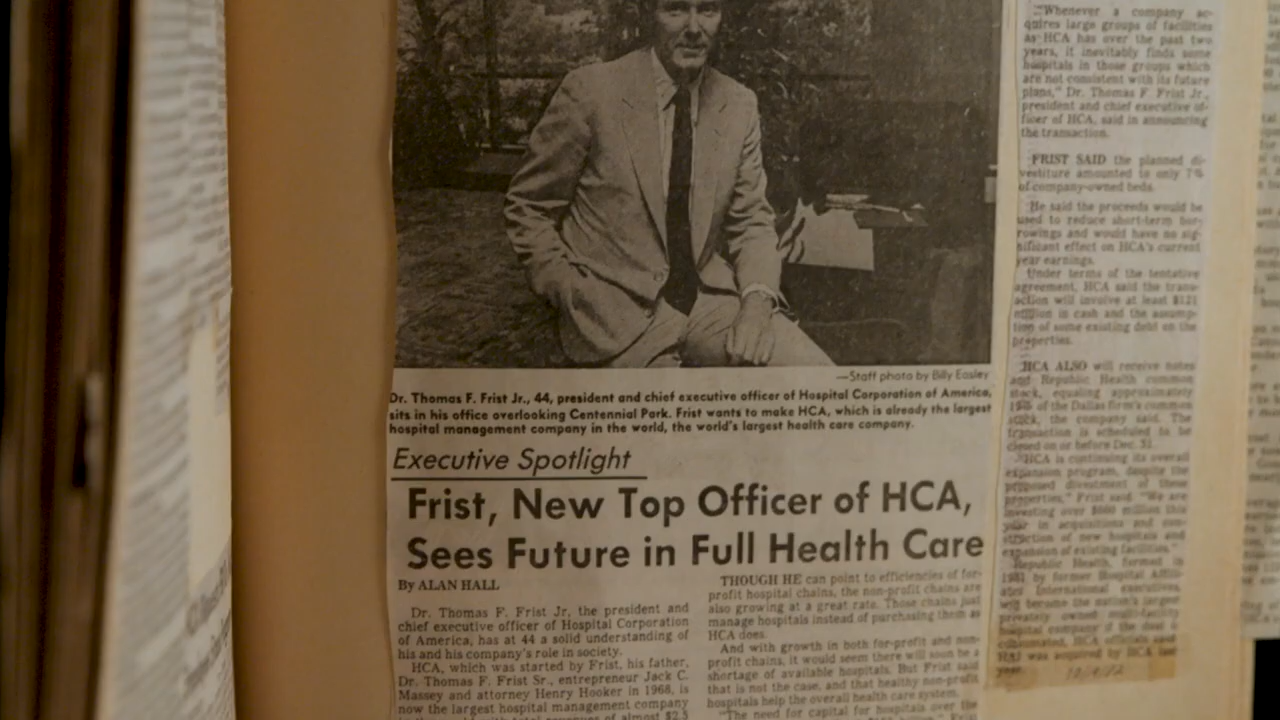 —Staff photo by Billy Easley
Dr. Thomas F. Frist Jr., 44, president and chief executive officer of Hospital Corporation of America,
sits in his office overlooking Centennial Park. Frist wants to make HCA, which is already the largest
hospital management company in the world, the world's largest health care company.
Executive Spotlight
Frist, New Top Officer of HCA,
Sees Future in Full Health Care
By ALAN HALL
Dr. Thomas F. Frist Jr. the president and
chief executive officer of Hospital Corporation
of America, has at 44 a solid understanding of
his and his company's role in society.
HCA, which was started by Frist, his father,
Dr. Thomas F. Frist Sr., entrepreneur Jack C.
Massey and attorney Henry Hooker in 1968, is
now the largest hospital management company
total revenues of almost $2.5
THOUGH HE can point to efficiencies of for-
profit hospital chains, the non-profit chains are
also growing at a great rate. Those chains just
manage hospitals instead of purchasing them as
HCA does.
And with growth in both for-profit and non-
profit chains, it would seem there will soon be a
shortage of available hospitals. But Frist said
that is not the case, and that healthy non-profit
hospitals help the overall health care system.
"The need for capital for hospitals over the
"Whenever a company ac-
quires large groups of facilities
as HCA has over the past two
years, it inevitably finds some
hospitals in those groups which
are not consistent with its future
plans," Dr. Thomas F. Frist Jr.,
president and chief executive of-
ficer of HCA, said in announcing
the transaction.
FRIST SAID the planned di-
vestiture amounted to only 7%
of company-owned beds.
He said the proceeds would be
used to reduce short-term bor-
rowings and would have no sig-
nificant effect on HCA's current
year earnings.
Under terms of the tentative
agreement, HCA said the trans-
action will involve at least $121
million in cash and the assump-
tion of some existing debt on the
properties.
HCA ALSO will receive notes
and Republic Health common
stock, equaling approximately
of the Dallas firm's common
stock, the company said. The
transaction is scheduled to be
closed on or before Dec. 31.
HCA is continuing its overall
expansion program, despite the
proposed divestiture of these
properties," Frist said. "We are
investing over $600 million this
year in acquisitions and con-
struction of new hospitals and
expansion of existing facilities."
Republic Health, formed in
1981 by former Hospital Affili-
ates International executives,
will become the nation's largest
privately owned multi-facility
hospital company if the deal is
consummated, HCA officials said.
HAI was acquired by HCA last
year.